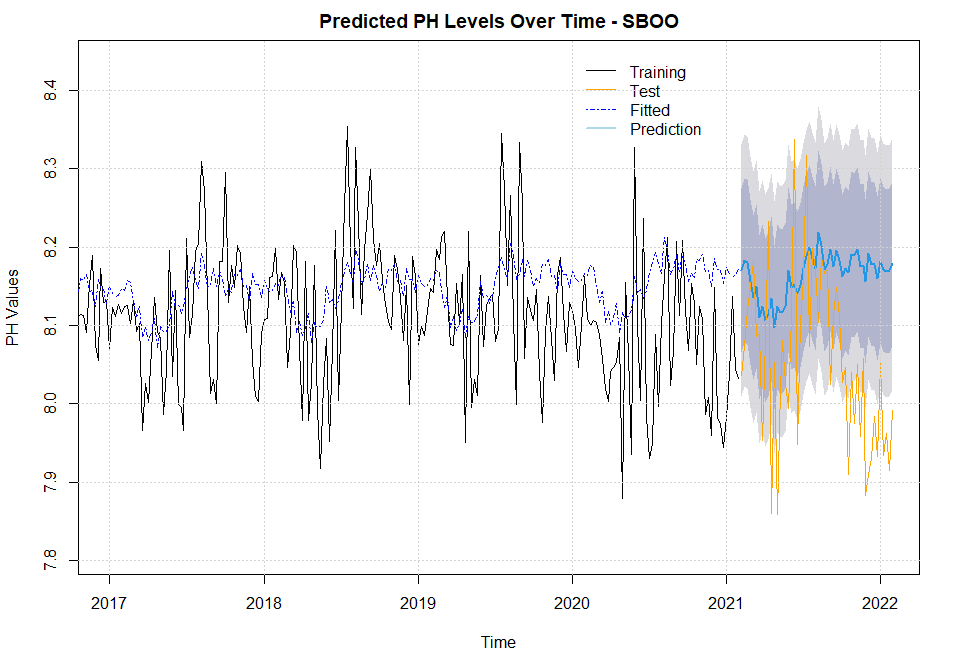 Predicted PH Levels Over Time - SBOO
Training
Test
Fitted
Prediction
PH Values
8.4
8.3
8.2
8.1
8.0
7.9
7.8
2017 2018 2019 2020 2021 2022
Time